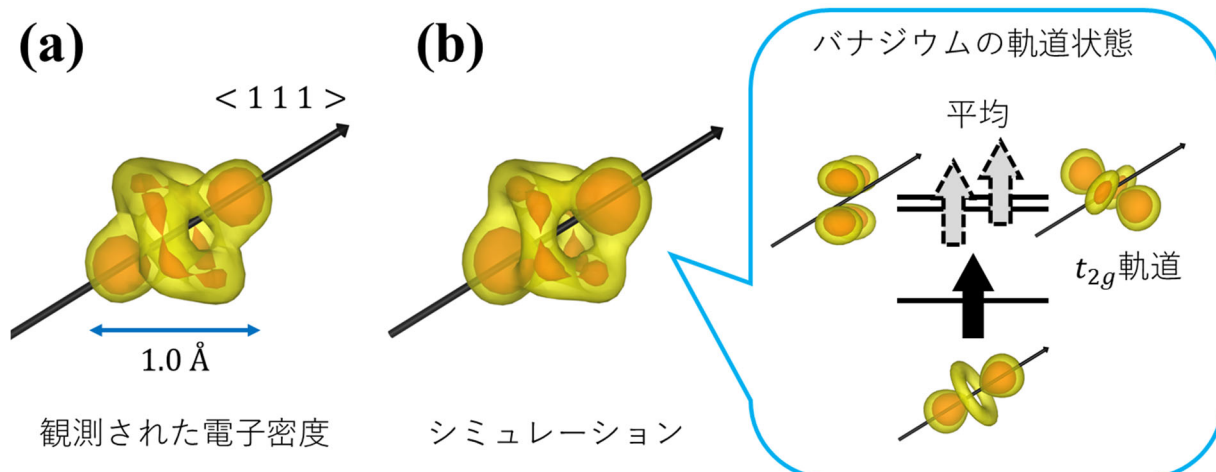 (a)
< 1 1 1 >
1.0 Å
観測された電子密度
(b)
シミュレーション
バナジウムの軌道状態
平均
t2g軌道